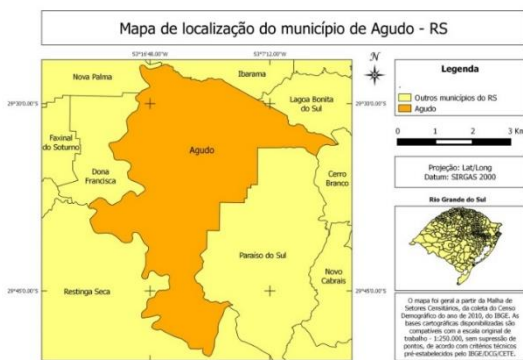 Mapa de localização do município de Agudo - RS
53°16'48.00"W
53°7'12.00"W
N
Nova Palma
Ibarama
29°30'0.00"S
29°30'0.00"S
Lagoa Bonita
do Sul
Faxinal
do Soturno
Agudo
Dona
Francisca
Cerro
Branco
Paraíso do Sul
Novo
Cabrais
Restinga Seca
29°45'0.00"S
29°45'0.00"S
Legenda
Outros municípios do RS
Agudo
0 1 2 3 Km
Projeção: Lat/Long
Datum: SIRGAS 2000
Rio Grande do Sul
O mapa foi geral a partir da Malha de
Setores Censitários, da coleta do Censo
Demográfico do ano de 2010, do IBGE. As
bases cartográficas disponibilizadas são
compatíveis com a escala original de
trabalho - 1:250.000, sem supressão de
pontos, de acordo com critérios técnicos
pré-estabelecidos pelo IBGE/DCG/CETE.